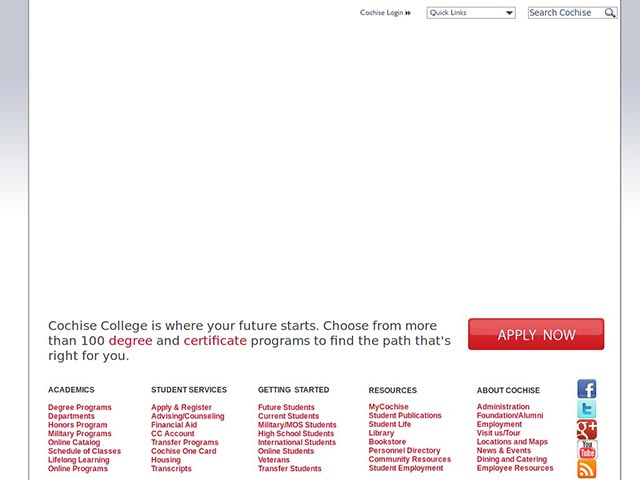 Cochise Login
Quick Links
Search Cochise
Cochise College is where your future starts. Choose from more
than 100 degree and certificate programs to find the path that's
right for you.
APPLY NOW
ACADEMICS
Degree Programs
Departments
Honors Program
Military Programs
Online Catalog
Schedule of Classes
Lifelong Learning
Online Programs
STUDENT SERVICES
Apply & Register
Advising/Counseling
Financial Aid
CC Account
Transfer Programs
Cochise One Card
Housing
Transcripts
GETTING STARTED
Future Students
Current Students
Military/MOS Students
High School Students
International Students
Online Students
Veterans
Transfer Students
RESOURCES
MyCochise
Student Publications
Student Life
Library
Bookstore
Personnel Directory
Community Resources
Student Employment
ABOUT COCHISE
Administration
Foundation/Alumni
Employment
Visit us/Tour
Locations and Maps
News & Events
Dining and Catering
Employee Resources
f
t
g+
You
Tube